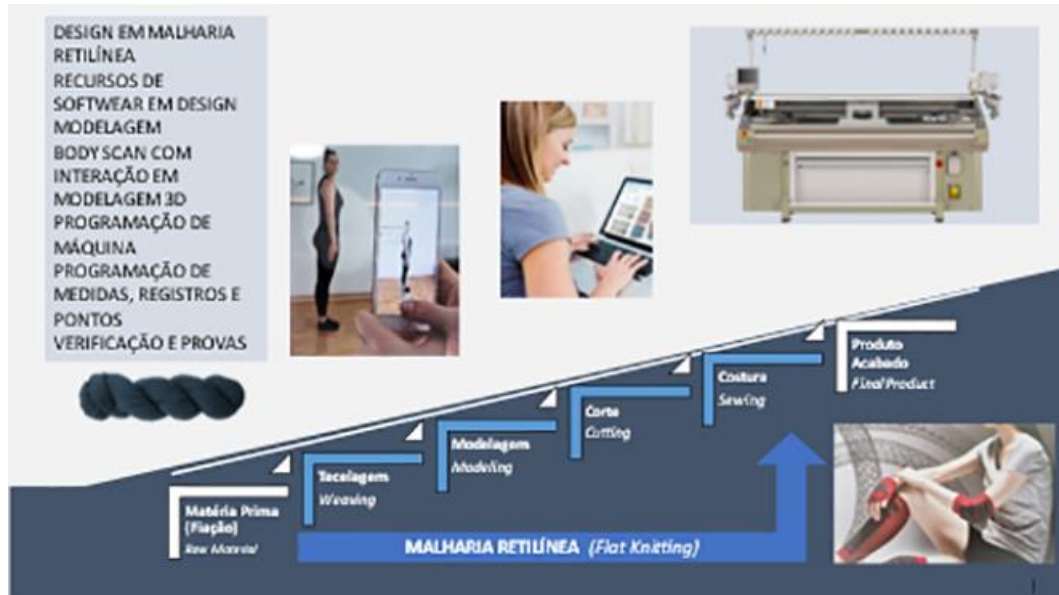 DESIGN EM MALHARIA
RETILÍNEA
RECURSOS DE
SOFTWEAR EM DESIGN
MODELAGEM
BODY SCAN COM
INTERAÇÃO EM
MODELAGEM 3D
PROGRAMAÇÃO DE
MÁQUINA
PROGRAMAÇÃO DE
MEDIDAS, REGISTROS E
PONTOS
VERIFICAÇÃO E PROVAS
Matéria Prima
(Fiação)
Raw Material
Tecelagem
Weaving
Modelagem
Modeling
Corte
Cutting
Costura
Sewing
Produto
Acabado
Final Product
MALHARIA RETILÍNEA (Flat Knitting)